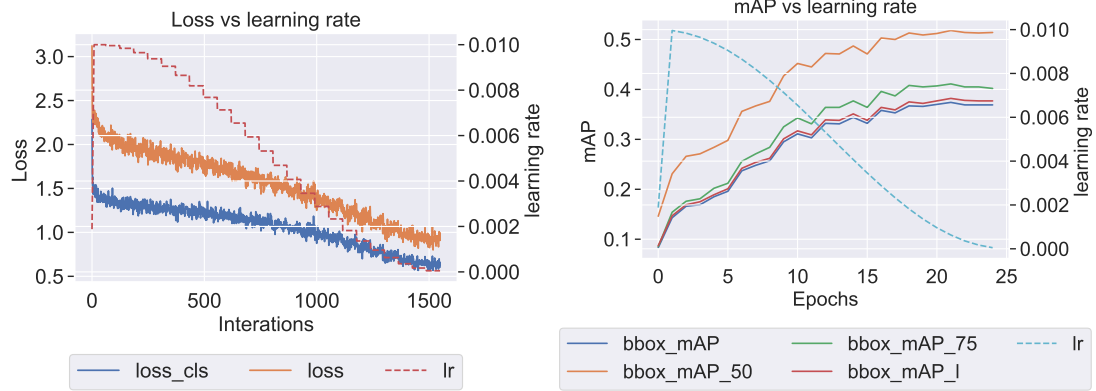 Loss vs learning rate
3.0
2.5
2.0
1.5
1.0
0.5
Loss
0.010
0.008
0.006
0.004
0.002
0.000
learning rate
0 500 1000 1500
Interations
loss_cls loss lr
mAP vs learning rate
0.5
0.4
0.3
0.2
0.1
mAP
0.010
0.008
0.006
0.004
0.002
0.000
learning rate
0 5 10 15 20 25
Epochs
bbox_mAP bbox_mAP_75 lr
bbox_mAP_50 bbox_mAP_l